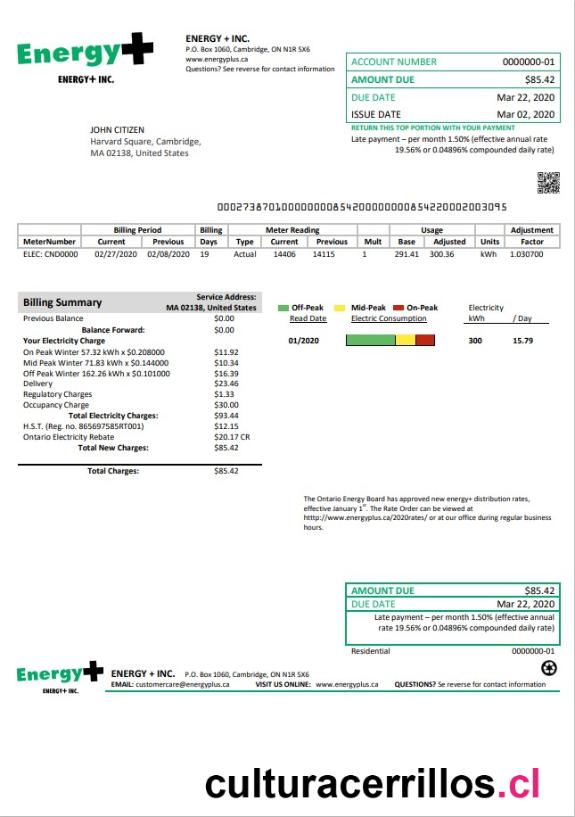 Energy+
ENERGY+ INC.
ENERGY + INC.
P.O. Box 1060, Cambridge, ON N1R 5X6
www.energyplus.ca
Questions? See reverse for contact information
ACCOUNT NUMBER 0000000-01
AMOUNT DUE $85.42
DUE DATE Mar 22, 2020
ISSUE DATE Mar 02, 2020
RETURN THIS TOP PORTION WITH YOUR PAYMENT
Late payment – per month 1.50% (effective annual rate
19.56% or 0.04896% compounded daily rate)
JOHN CITIZEN
Harvard Square, Cambridge,
MA 02138, United States
Billing Period Billing Meter Reading Usage Adjustment
MeterNumber Current Previous Days Type Current Previous Mult Base Adjusted Units Factor
ELEC: CND0000 02/27/2020 02/08/2020 19 Actual 14406 14115 1 291.41 300.36 kWh 1.030700
Billing Summary
Service Address:
MA 02138, United States
Previous Balance $0.00
Balance Forward: $0.00
Your Electricity Charge
On Peak Winter 57.32 kWh x $0.208000 $11.92
Mid Peak Winter 71.83 kWh x $0.144000 $10.34
Off Peak Winter 162.26 kWh x $0.101000 $16.39
Delivery $23.46
Regulatory Charges $1.33
Occupancy Charge $30.00
Total Electricity Charges: $93.44
H.S.T. (Reg. no. 865697585RT001) $12.15
Ontario Electricity Rebate $20.17 CR
Total New Charges: $85.42
Total Charges: $85.42
Off-Peak Mid-Peak On-Peak Electricity
Read Date Electric Consumption kWh / Day
01/2020 300 15.79
The Ontario Energy Board has approved new energy+ distribution rates,
effective January 1st. The Rate Order can be viewed at
htttp://www.energyplus.ca/2020rates/ or at our office during regular business
hours.
AMOUNT DUE $85.42
DUE DATE Mar 22, 2020
Late payment – per month 1.50% (effective annual
rate 19.56% or 0.04896% compounded daily rate)
Residential 0000000-01
Energy+
ENERGY+ INC.
ENERGY + INC. P.O. Box 1060, Cambridge, ON N1R 5X6
EMAIL: customercare@energyplus.ca VISIT US ONLINE: www.energyplus.ca QUESTIONS? Se reverse for contact information
culturacerrillos.cl